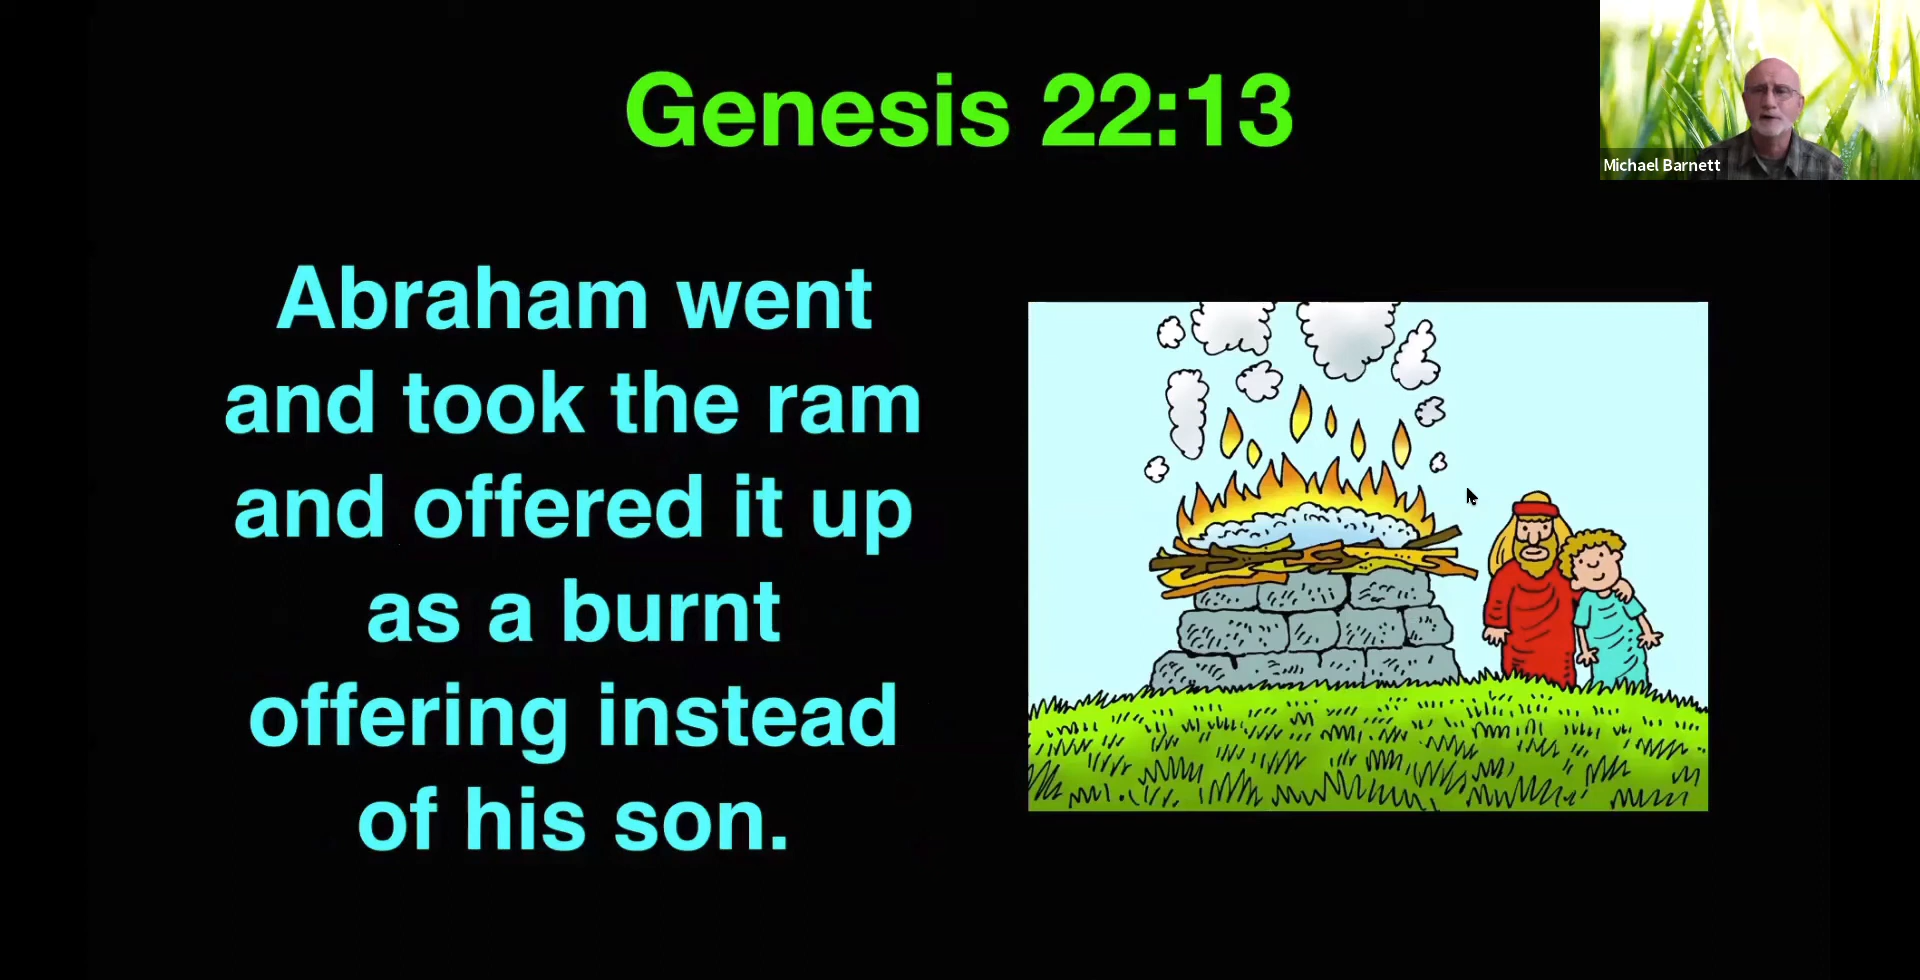 Genesis 22:13
Michael Barnett
Abraham went
and took the ram
and offered it up
as a burnt
offering instead
of his son.